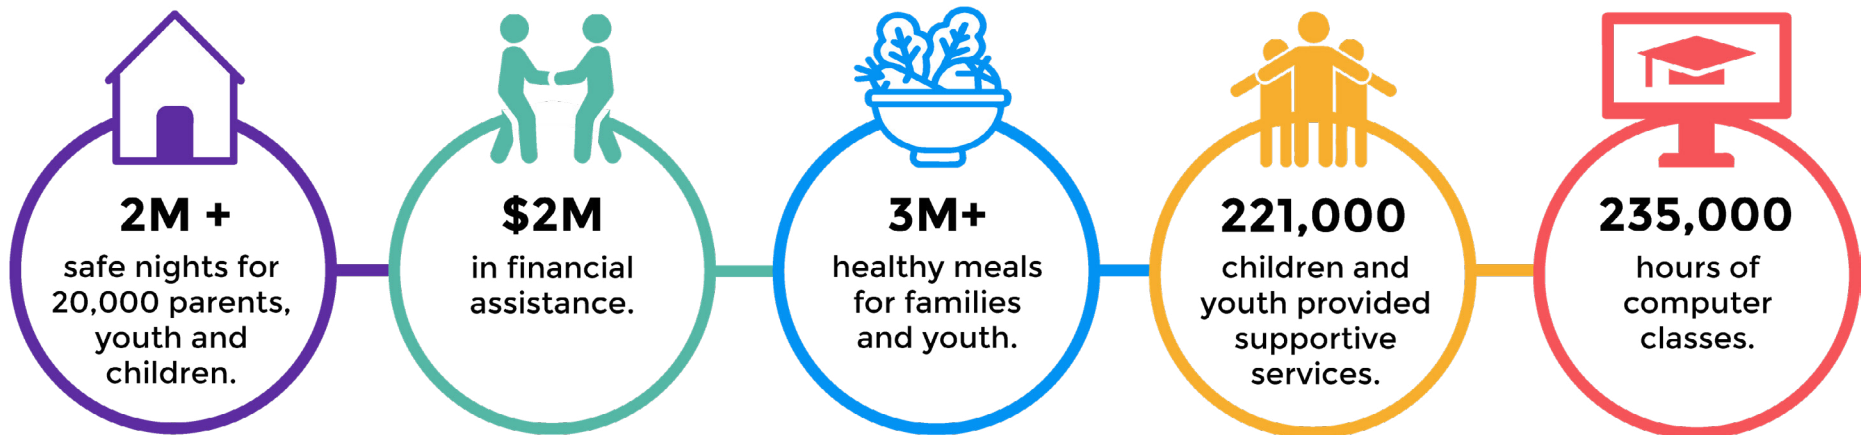 2M +
safe nights for
20,000 parents,
youth and
children.
$2M
in financial
assistance.
3M+
healthy meals
for families
and youth.
221,000
children and
youth provided
supportive
services.
235,000
hours of
computer
classes.